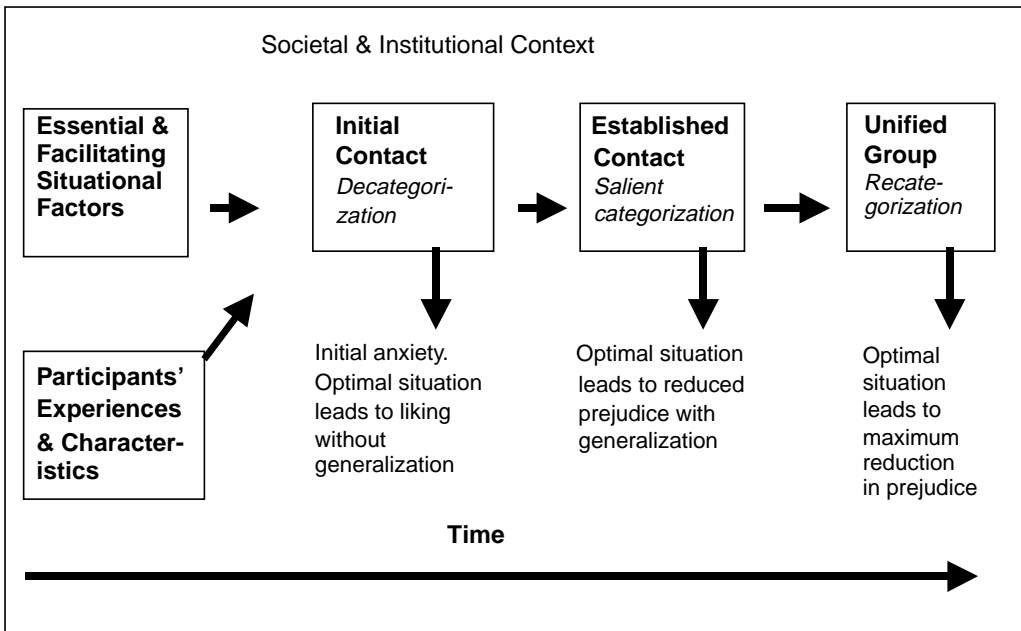 Societal & Institutional Context
Essential &
Facilitating
Situational
Factors
Initial
Contact
Decategori-
zation
Established
Contact
Salient
categorization
Unified
Group
Recate-
gorization
Participants’
Experiences
& Character-
istics
Initial anxiety.
Optimal situation
leads to liking
without
generalization
Optimal situation
leads to reduced
prejudice with
generalization
Optimal
situation
leads to
maximum
reduction
in prejudice
Time